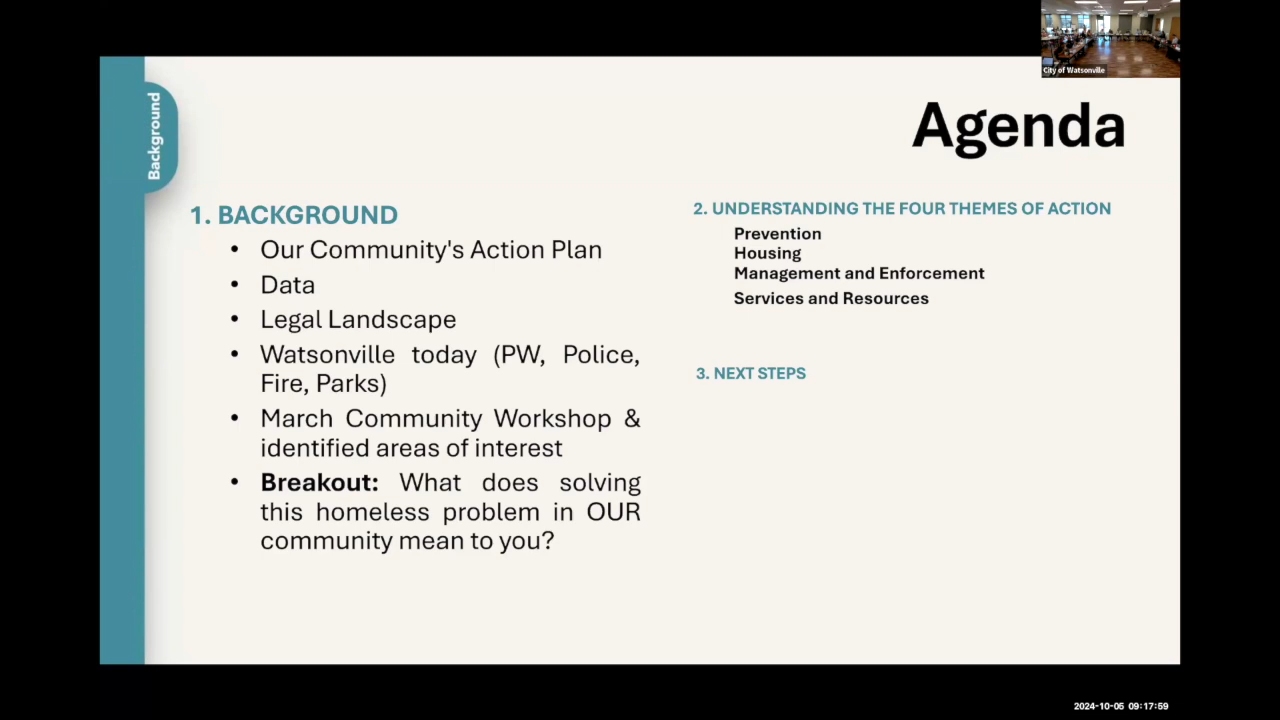 City of Watsonville
Background
Agenda
1. BACKGROUND
• Our Community's Action Plan
• Data
• Legal Landscape
• Watsonville today (PW, Police,
Fire, Parks)
• March Community Workshop &
identified areas of interest
• Breakout: What does solving
this homeless problem in OUR
community mean to you?
2. UNDERSTANDING THE FOUR THEMES OF ACTION
Prevention
Housing
Management and Enforcement
Services and Resources
3. NEXT STEPS
2024-10-05 09:17:59